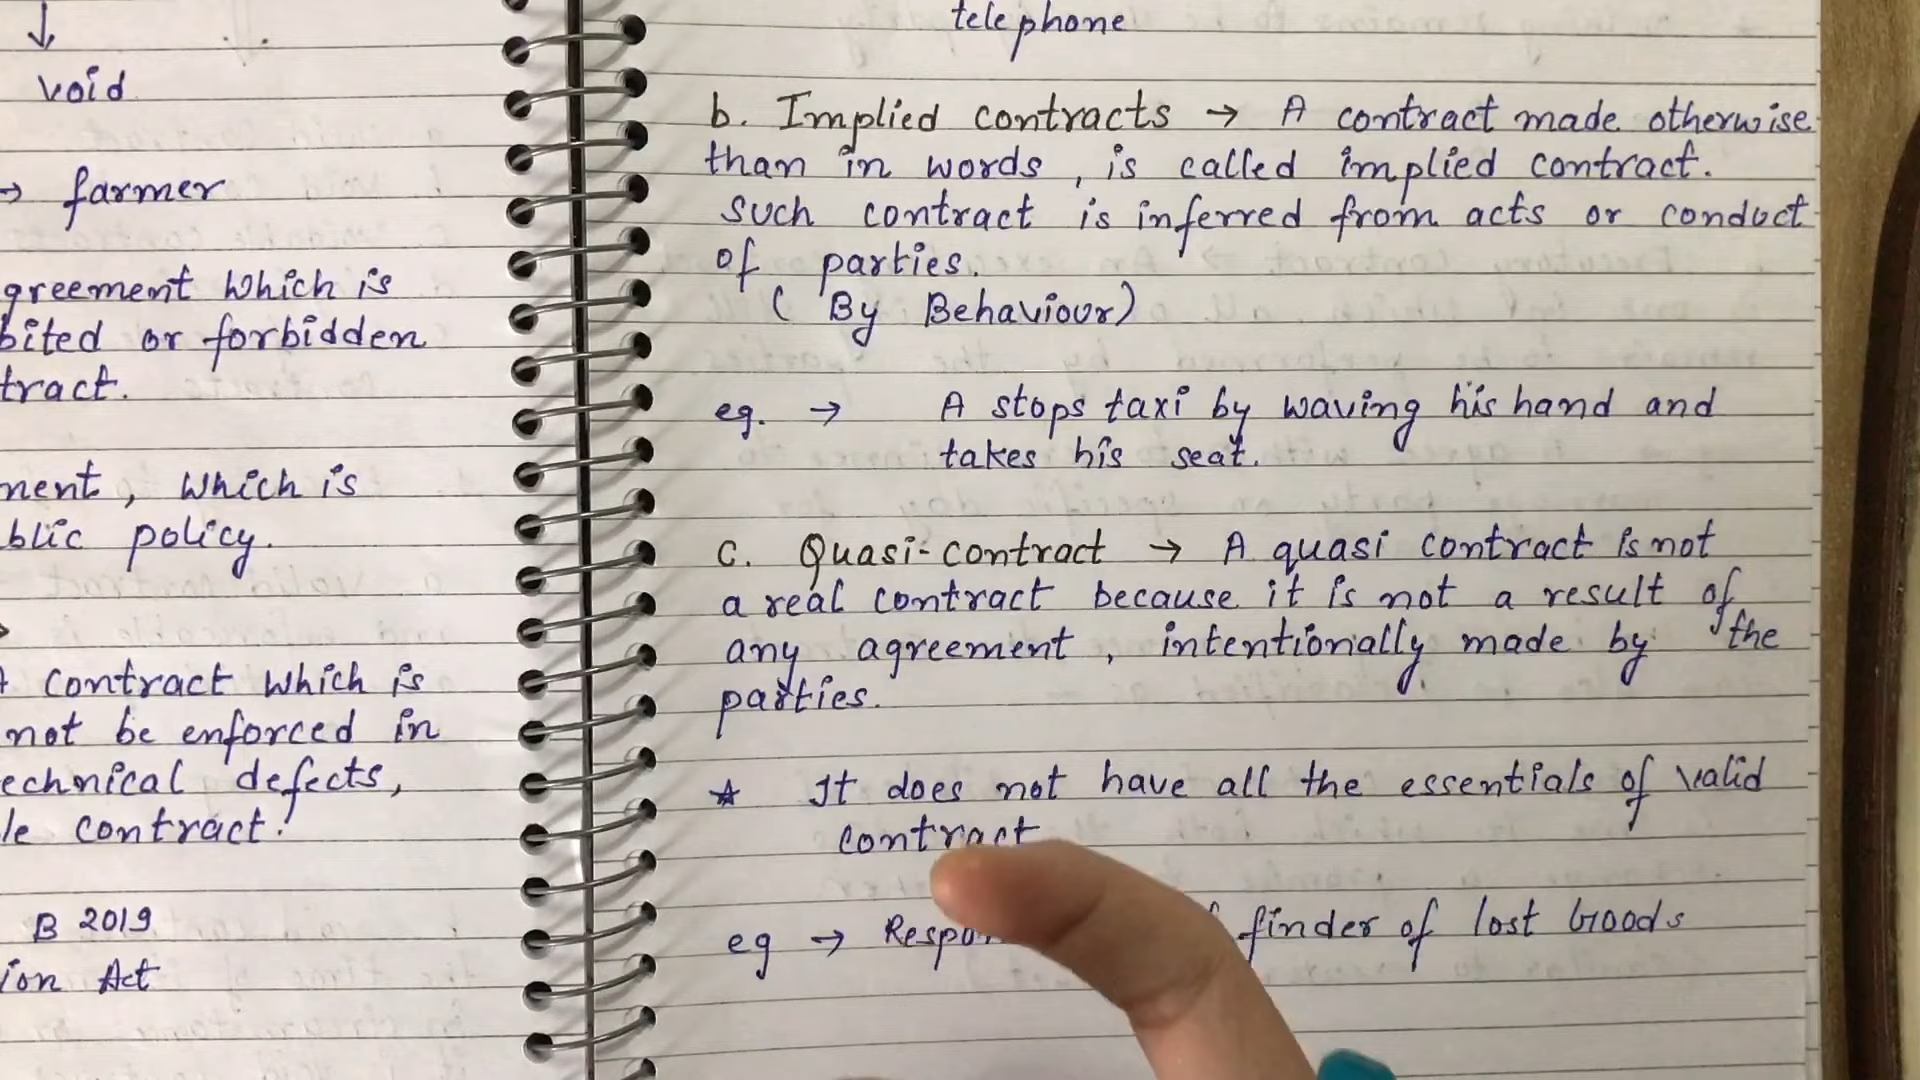 void
→ farmer
greement which is
bited or forbidden
tract.
ment, which is
blic policy.
contract which is
not be enforced in
echnical defects,
le contract.
B 2019
ion Act
telephone
b. Implied contracts → A contract made otherwise
than in words, is called implied contract.
Such contract is inferred from acts or conduct
of parties.
( By Behaviour)
eg. → A stops taxi by waving his hand and
takes his seat.
c. Quasi-contract → A quasi contract is not
a real contract because it is not a result of
any agreement, intentionally made by the
parties.
★ It does not have all the essentials of valid
contract
eg → finder of lost Goods